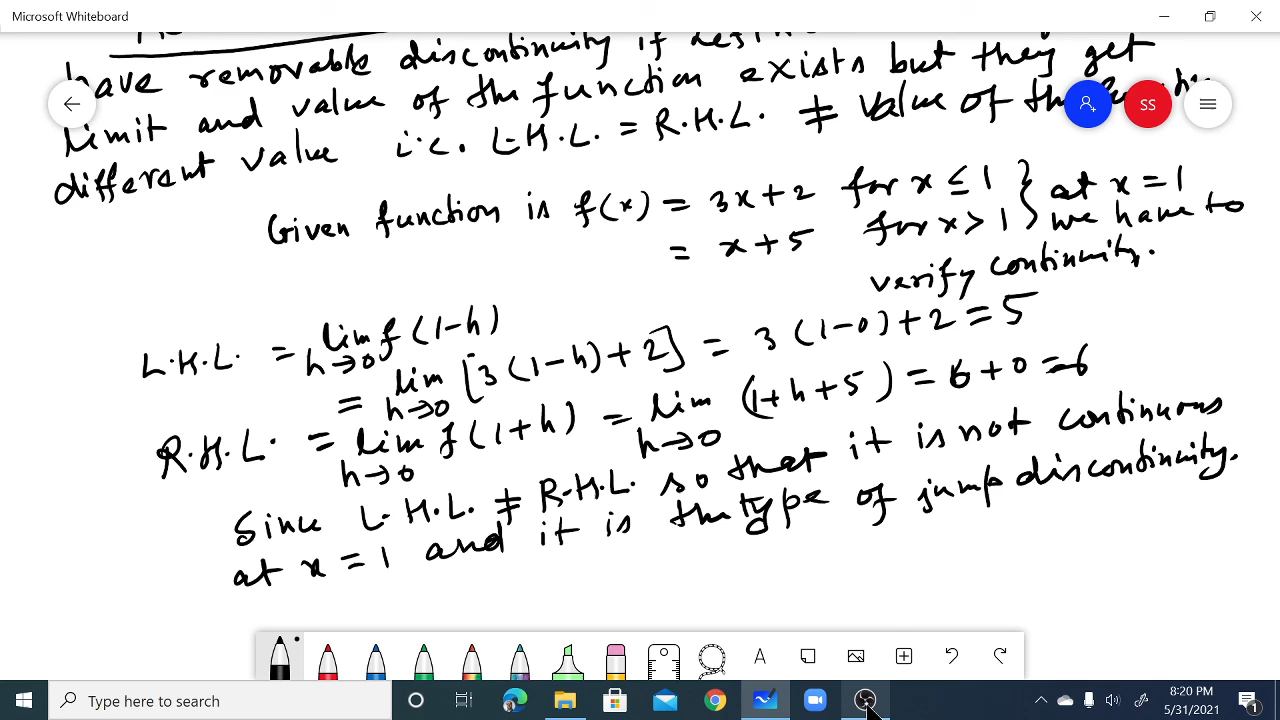 Microsoft Whiteboard
have removable discontinuity if
limit and value of the function exists but they get
different value i.e. L.H.L. = R.H.L. ≠ value of the
Given function is f(x) = 3x+2 for x ≤ 1 } at x = 1
= x+5 for x > 1 } we have to
verify continuity.
L.H.L. = lim h→0 f(1-h)
= lim h→0 [3(1-h)+2] = 3(1-0)+2 = 5
R.H.L. = lim h→0 f(1+h) = lim h→0 (1+h+5) = 6+0 = 6
Since L.H.L. ≠ R.H.L. so that it is not continuous
at x = 1 and it is the type of jump discontinuity.
SS
A
Type here to search
8:20 PM
5/31/2021
1